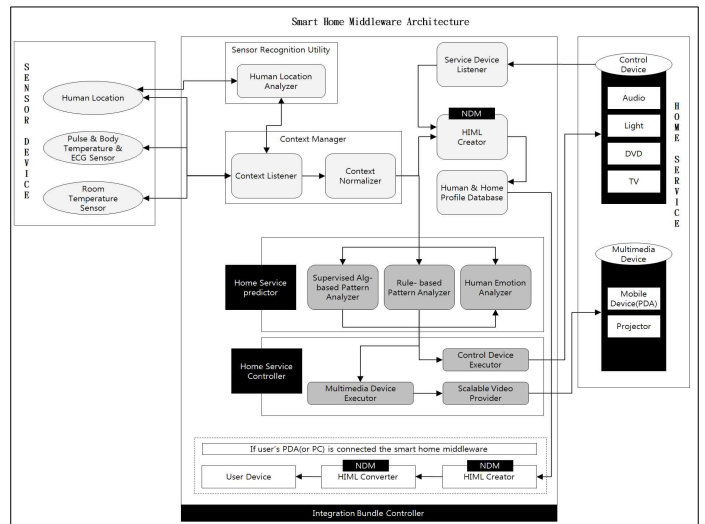 Smart Home Middleware Architecture
SENSOR DEVICE
Human Location
Pulse & Body
Temperature &
ECG Sensor
Room
Temperature
Sensor
Sensor Recognition Utility
Human Location
Analyzer
Context Manager
Context Listener
Context
Normalizer
Service Device
Listener
NDM
HIML
Creator
Human & Home
Profile Database
Control
Device
Audio
Light
DVD
TV
HOME SERVICE
Multimedia
Device
Mobile
Device(PDA)
Projector
Home Service
predictor
Supervised Alg-
based Pattern
Analyzer
Rule- based
Pattern Analyzer
Human Emotion
Analyzer
Home Service
Controller
Control Device
Executor
Multimedia Device
Executor
Scalable Video
Provider
If user's PDA(or PC) is connected the smart home middleware
User Device
NDM
HIML Converter
NDM
HIML Creator
Integration Bundle Controller